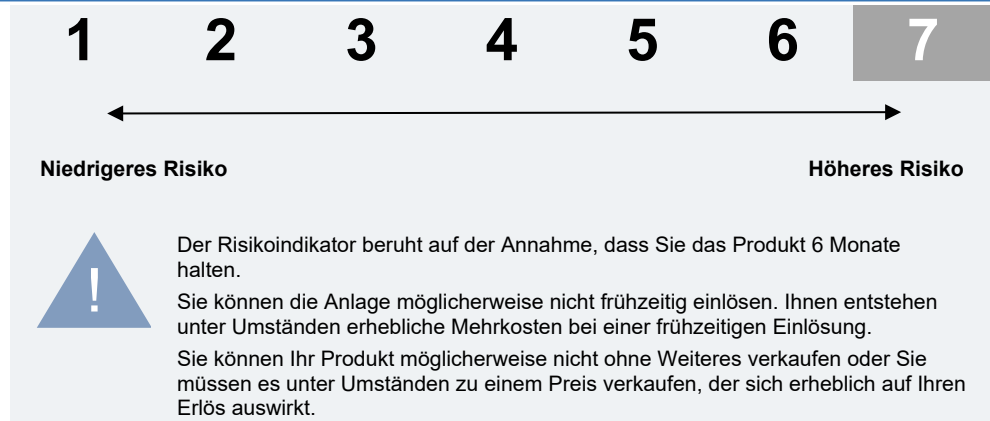 1 2 3 4 5 6 7
Niedrigeres Risiko Höheres Risiko
!
Der Risikoindikator beruht auf der Annahme, dass Sie das Produkt 6 Monate
halten.
Sie können die Anlage möglicherweise nicht frühzeitig einlösen. Ihnen entstehen
unter Umständen erhebliche Mehrkosten bei einer frühzeitigen Einlösung.
Sie können Ihr Produkt möglicherweise nicht ohne Weiteres verkaufen oder Sie
müssen es unter Umständen zu einem Preis verkaufen, der sich erheblich auf Ihren
Erlös auswirkt.